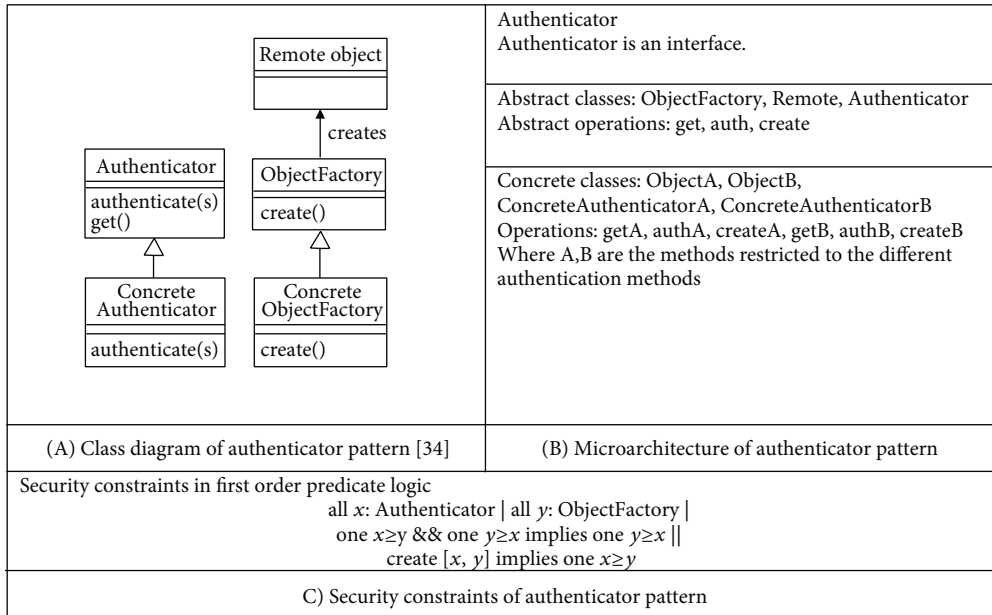 Remote object
creates
Authenticator
authenticate(s)
get()
ObjectFactory
create()
Concrete
Authenticator
authenticate(s)
Concrete
ObjectFactory
create()
(A) Class diagram of authenticator pattern [34]
Authenticator
Authenticator is an interface.
Abstract classes: ObjectFactory, Remote, Authenticator
Abstract operations: get, auth, create
Concrete classes: ObjectA, ObjectB,
ConcreteAuthenticatorA, ConcreteAuthenticatorB
Operations: getA, authA, createA, getB, authB, createB
Where A,B are the methods restricted to the different
authentication methods
(B) Microarchitecture of authenticator pattern
Security constraints in first order predicate logic
all x: Authenticator | all y: ObjectFactory |
one x≥y && one y≥x implies one y≥x ||
create [x, y] implies one x≥y
C) Security constraints of authenticator pattern